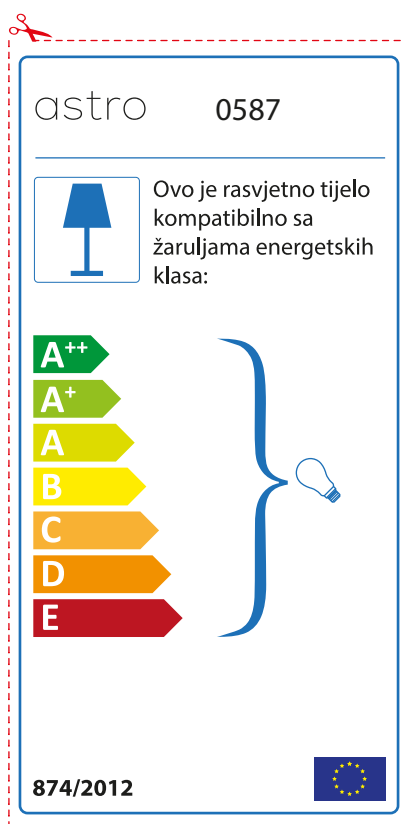 astro 0587
Ovo je rasvjetno tijelo
kompatibilno sa
žaruljama energetskih
klasa:
A++
A+
A
B
C
D
E
874/2012